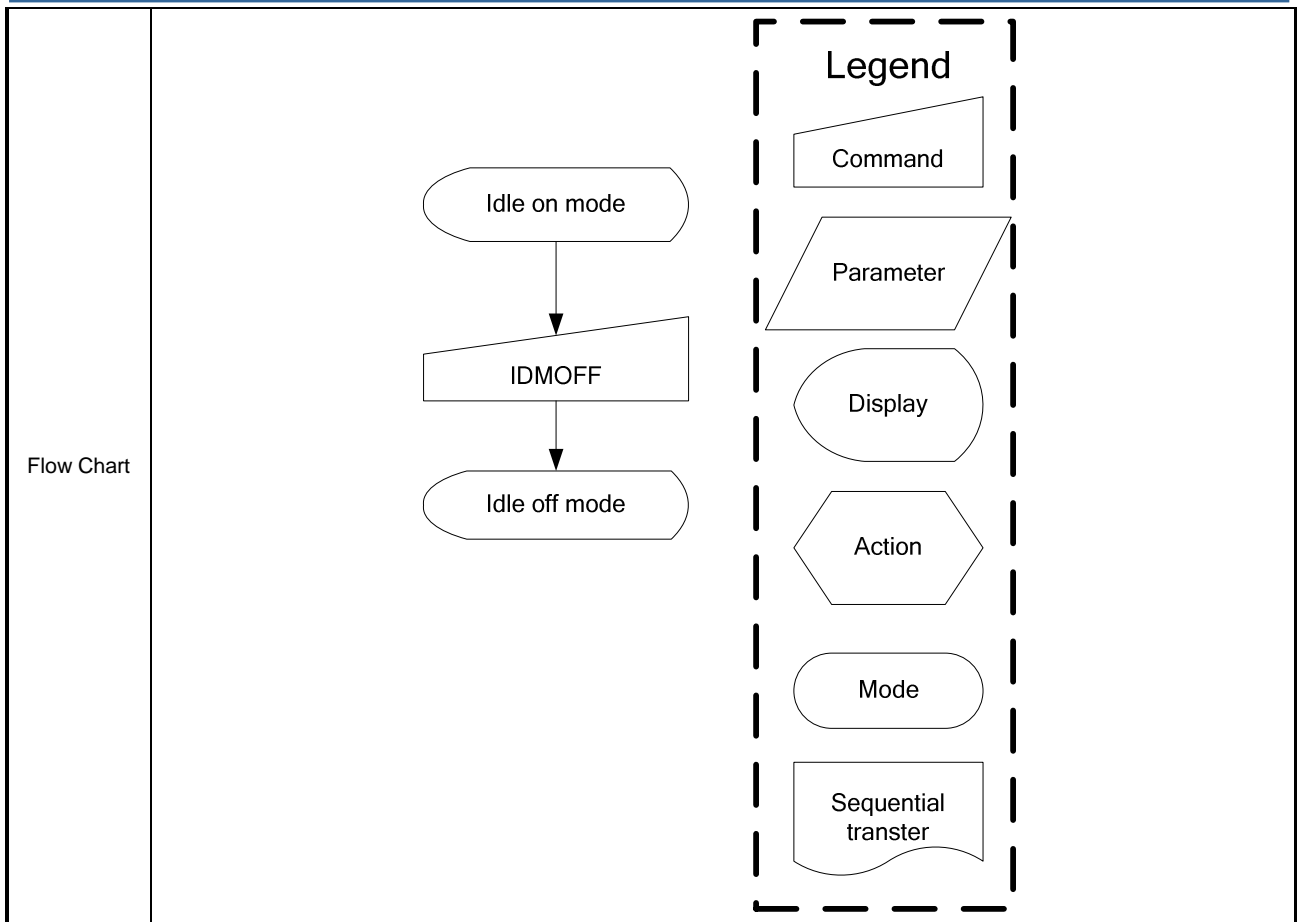 Flow Chart
Idle on mode
IDMOFF
Idle off mode
Legend
Command
Parameter
Display
Action
Mode
Sequential
transter